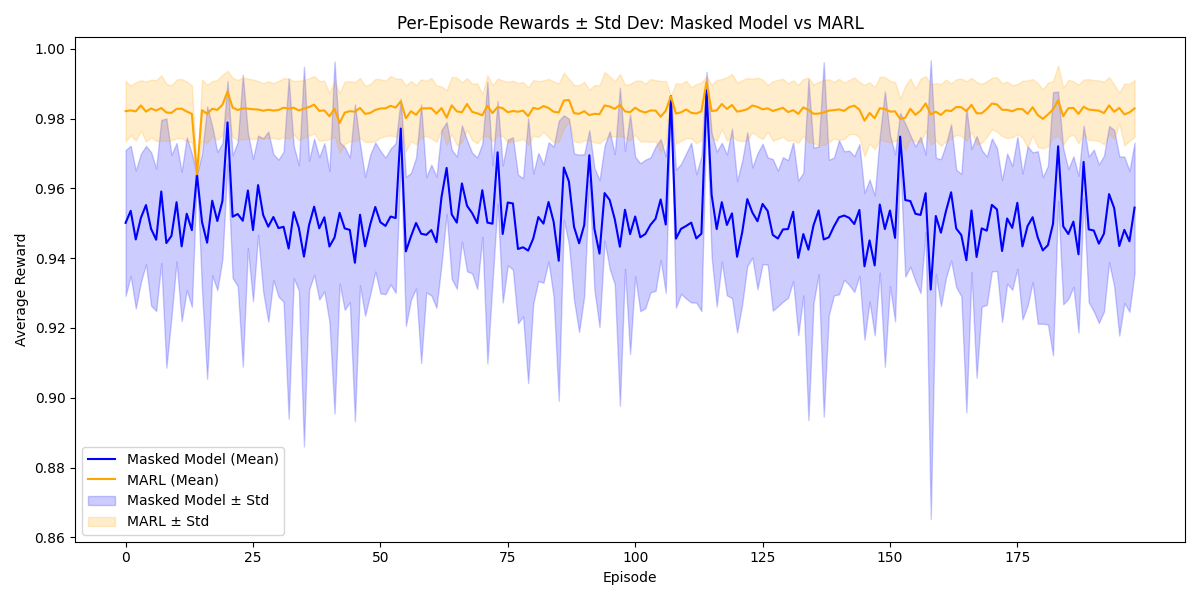 Per-Episode Rewards ± Std Dev: Masked Model vs MARL
Average Reward
1.00
0.98
0.96
0.94
0.92
0.90
0.88
0.86
Masked Model (Mean)
MARL (Mean)
Masked Model ± Std
MARL ± Std
0 25 50 75 100 125 150 175
Episode